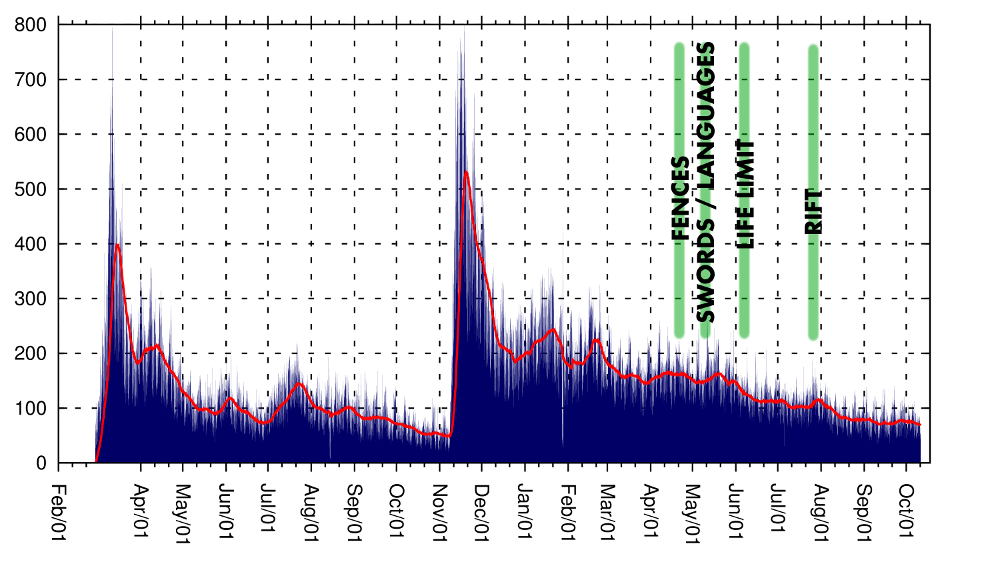 800
700
600
500
400
300
200
100
0
FENCES
SWORDS / LANGUAGES
LIFE LIMIT
RIFT
Feb/01
Apr/01
May/01
Jun/01
Jul/01
Aug/01
Sep/01
Oct/01
Nov/01
Dec/01
Jan/01
Feb/01
Mar/01
Apr/01
May/01
Jun/01
Jul/01
Aug/01
Sep/01
Oct/01